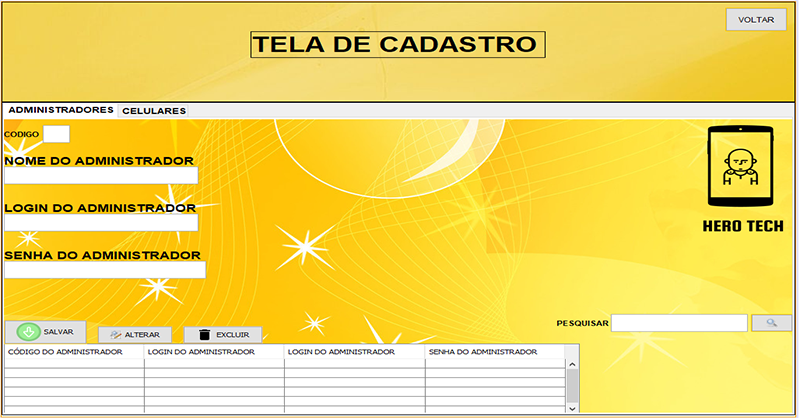 VOLTAR
TELA DE CADASTRO
ADMINISTRADORES CELULARES
CODIGO
NOME DO ADMINISTRADOR
LOGIN DO ADMINISTRADOR
HERO TECH
SENHA DO ADMINISTRADOR
PESQUISAR
SALVAR ALTERAR EXCLUIR
CÓDIGO DO ADMINISTRADOR LOGIN DO ADMINISTRADOR LOGIN DO ADMINISTRADOR SENHA DO ADMINISTRADOR